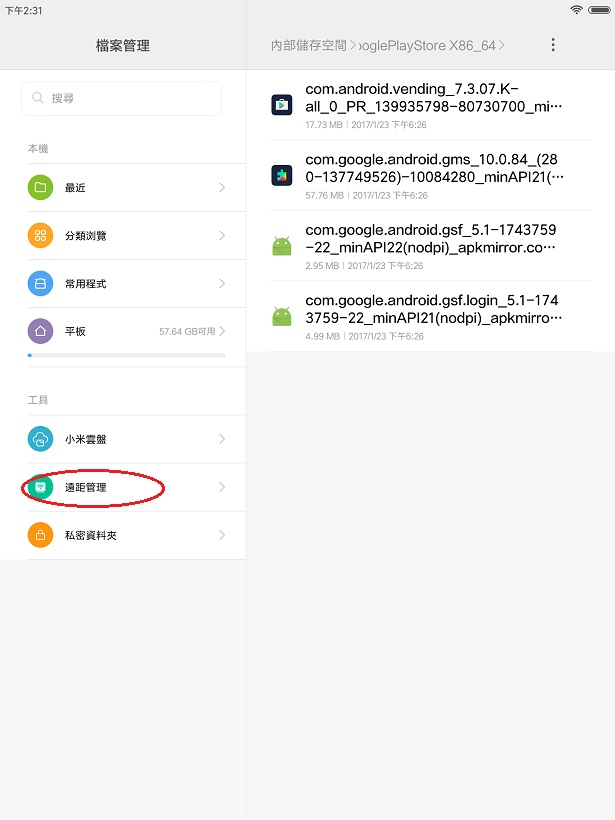 下午2:31
檔案管理
搜尋
本機
最近
分類瀏覽
常用程式
平板
57.64 GB可用
工具
小米雲盤
遠距管理
私密資料夾
內部儲存空間
oglePlayStore X86_64
com.android.vending_7.3.07.K-
all_0_PR_139935798-80730700_mi…
17.73 MB | 2017/1/23 下午6:26
com.google.android.gms_10.0.84_(28
0-137749526)-10084280_minAPI21(…
57.76 MB | 2017/1/23 下午6:26
com.google.android.gsf_5.1-1743759
-22_minAPI22(nodpi)_apkmirror.co…
2.95 MB | 2017/1/23 下午6:26
com.google.android.gsf.login_5.1-174
3759-22_minAPI21(nodpi)_apkmirro…
4.99 MB | 2017/1/23 下午6:26